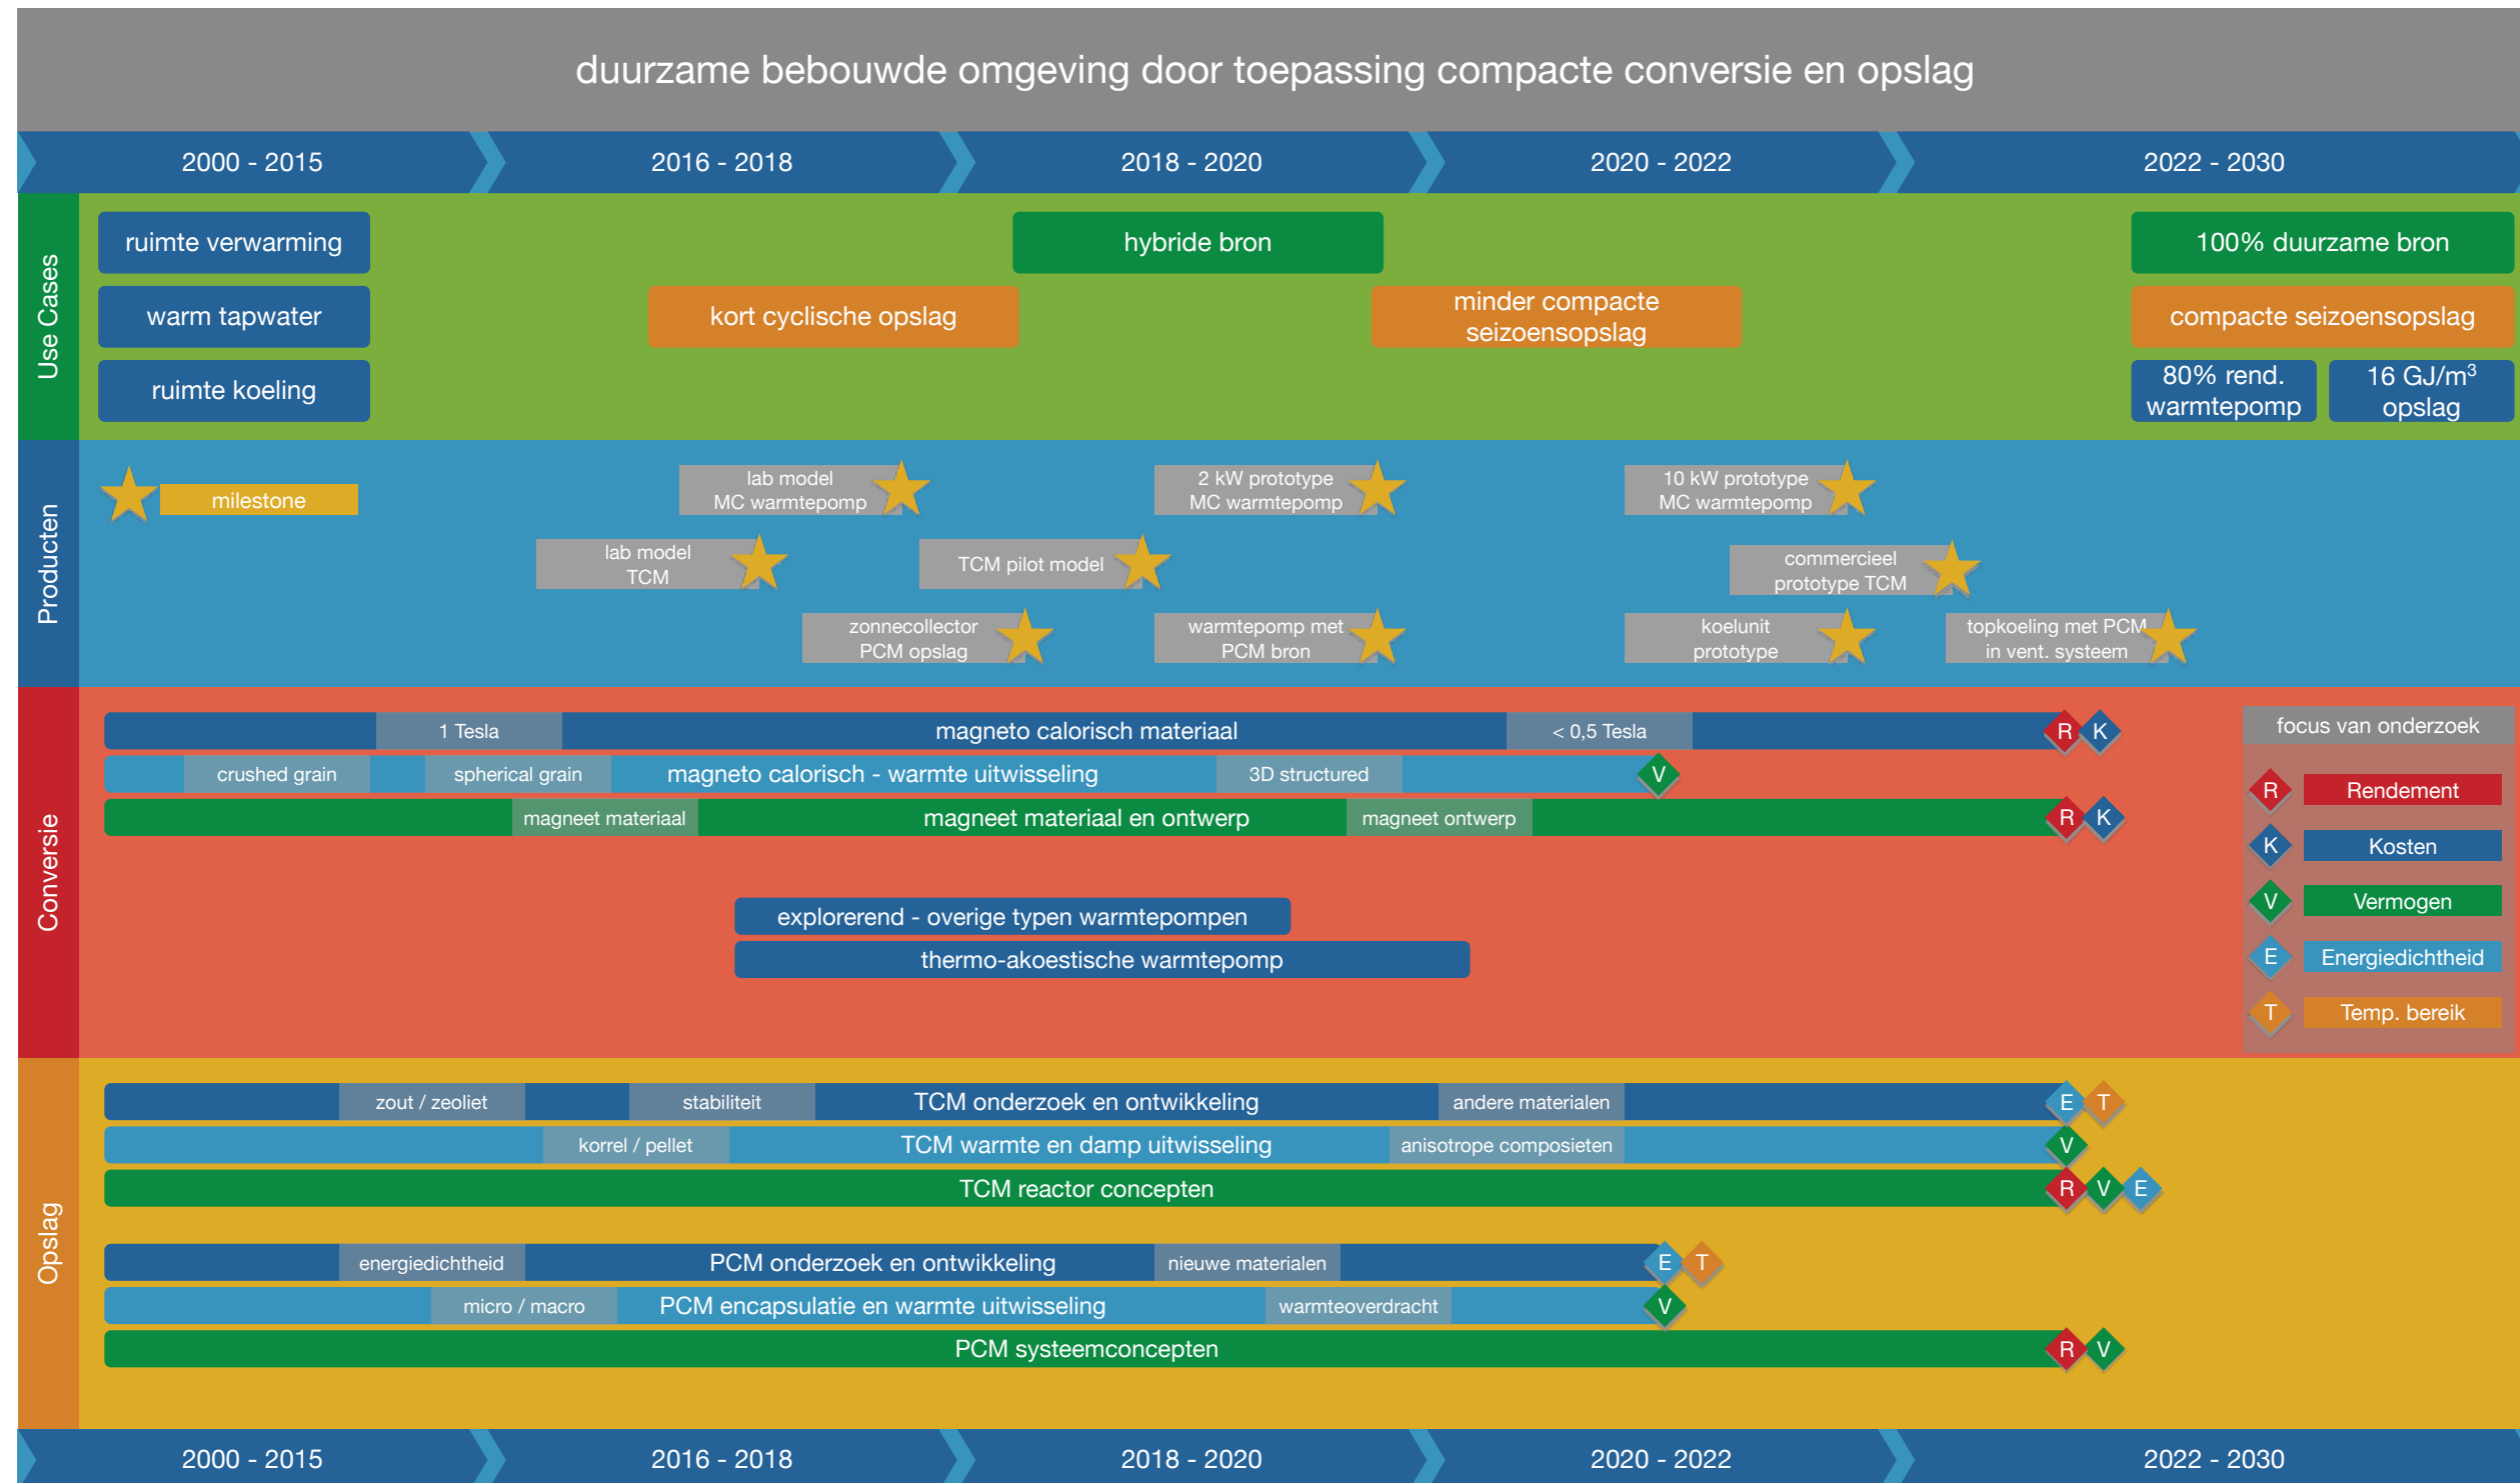 duurzame bebouwde omgeving door toepassing compacte conversie en opslag
2000 - 2015
2016 - 2018
2018 - 2020
2020 - 2022
2022 - 2030
Use Cases
ruimte verwarming
hybride bron
100% duurzame bron
warm tapwater
kort cyclische opslag
minder compacte
seizoensopslag
compacte seizoensopslag
ruimte koeling
80% rend.
warmtepomp
16 GJ/m³
opslag
Producten
milestone
lab model
MC warmtepomp
2 kW prototype
MC warmtepomp
10 kW prototype
MC warmtepomp
lab model
TCM
TCM pilot model
commercieel
prototype TCM
zonnecollector
PCM opslag
warmtepomp met
PCM bron
koelunit
prototype
topkoeling met PCM
in vent. systeem
Conversie
1 Tesla
magneto calorisch materiaal
< 0,5 Tesla
R
K
crushed grain
spherical grain
magneto calorisch - warmte uitwisseling
3D structured
V
magneet materiaal
magneet materiaal en ontwerp
magneet ontwerp
R
K
explorerend - overige typen warmtepompen
thermo-akoestische warmtepomp
focus van onderzoek
R
Rendement
K
Kosten
V
Vermogen
E
Energiedichtheid
T
Temp. bereik
Opslag
zout / zeoliet
stabiliteit
TCM onderzoek en ontwikkeling
andere materialen
E
T
korrel / pellet
TCM warmte en damp uitwisseling
anisotrope composieten
V
TCM reactor concepten
R
V
E
energiedichtheid
PCM onderzoek en ontwikkeling
nieuwe materialen
E
T
micro / macro
PCM encapsulatie en warmte uitwisseling
warmteoverdracht
V
PCM systeemconcepten
R
V
2000 - 2015
2016 - 2018
2018 - 2020
2020 - 2022
2022 - 2030